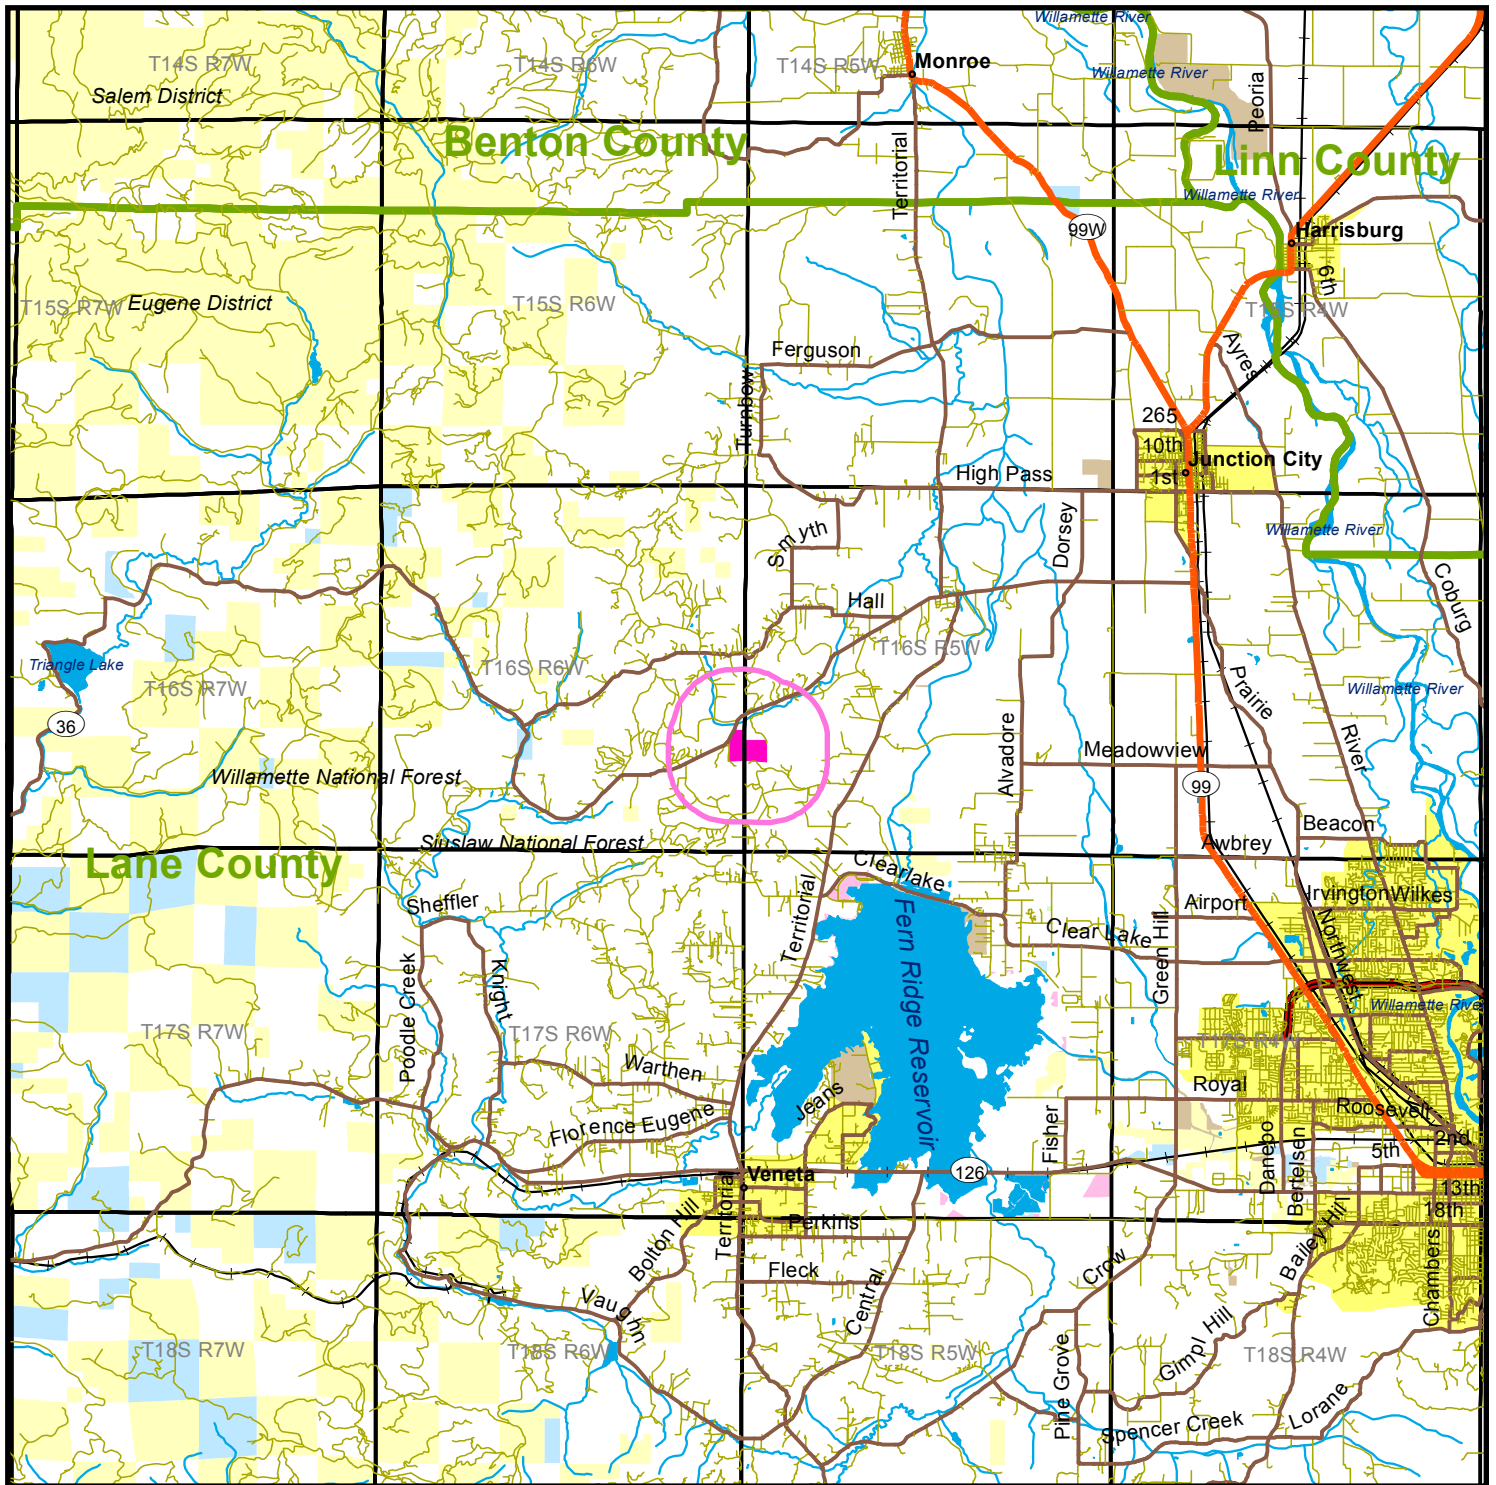 Willamette River
Monroe
T14S R7W
T14S R6W
T14S R5W
Willamette River
Salem District
Peoria
Benton County
Linn County
Territorial
Willamette River
99W
Harrisburg
6th
T15S R7W
Eugene District
T15S R6W
T15S R4W
Ayres
Ferguson
Turnbow
265
10th
Junction City
1st
High Pass
Willamette River
Dorsey
Smyth
Coburg
Hall
T16S R5W
Triangle Lake
T16S R6W
T16S R7W
Willamette River
Prairie
36
River
Alvadore
Meadowview
Willamette National Forest
99
Beacon
Siuslaw National Forest
Awbrey
Lane County
Clearlake
Irvington
Wilkes
Sheffler
Airport
Territorial
Fern Ridge Reservoir
Clear Lake
Green Hill
Northwest
Poodle Creek
Knight
Willamette River
T17S R7W
T17S R6W
T17S R4W
Warthen
Royal
Jeans
Roosevelt
Florence Eugene
Fisher
2nd
5th
Danebo
Bertelsen
Veneta
126
13th
Territorial
18th
Bolton Hill
Perkins
Bailey Hill
Fleck
Crow
Chambers
Central
Vaughn
T18S R7W
T18S R6W
T18S R5W
T18S R4W
Gimpl Hill
Pine Grove
Lorane
Spencer Creek